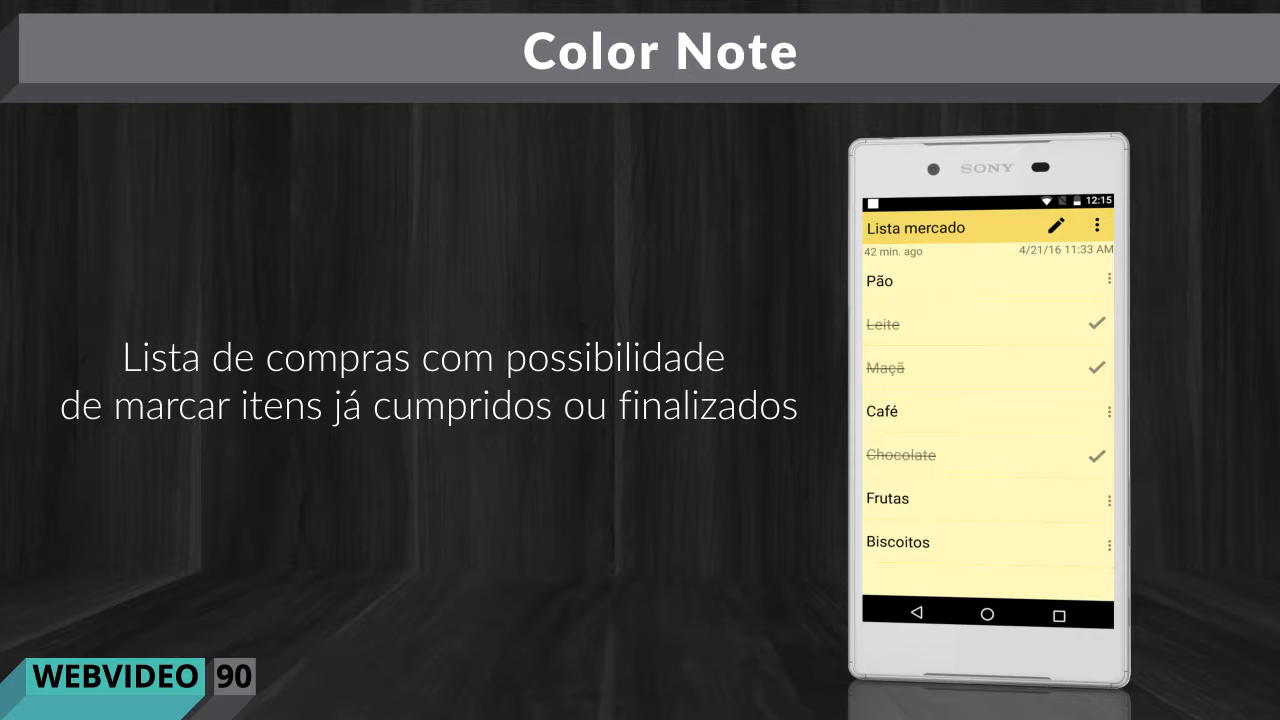 Color Note
Lista de compras com possibilidade
de marcar itens já cumpridos ou finalizados
SONY
12:15
Lista mercado
42 min. ago 4/21/16 11:33 AM
Pão
Leite
Maçã
Café
Chocolate
Frutas
Biscoitos
WEBVIDEO 90